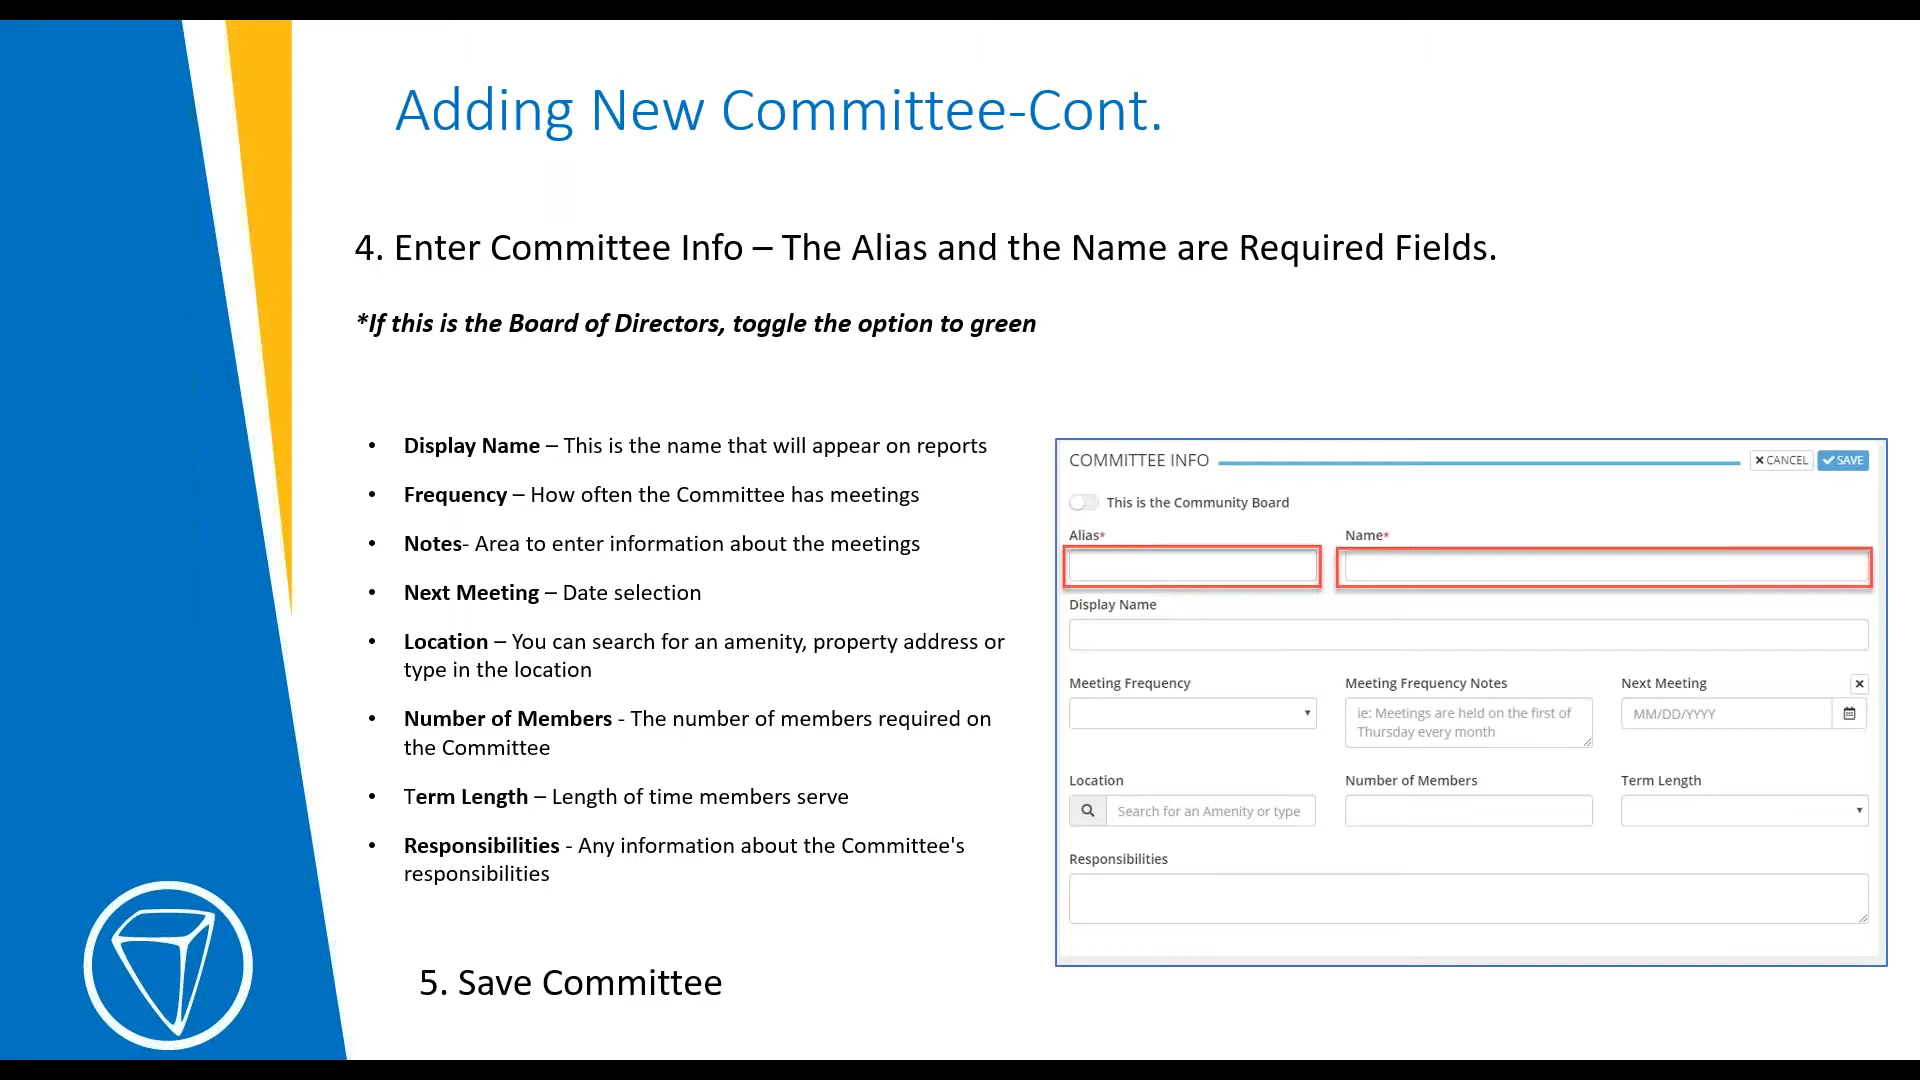 Adding New Committee-Cont.
4. Enter Committee Info – The Alias and the Name are Required Fields.
*If this is the Board of Directors, toggle the option to green
• Display Name – This is the name that will appear on reports
• Frequency – How often the Committee has meetings
• Notes- Area to enter information about the meetings
• Next Meeting – Date selection
• Location – You can search for an amenity, property address or
type in the location
• Number of Members - The number of members required on
the Committee
• Term Length – Length of time members serve
• Responsibilities - Any information about the Committee's
responsibilities
5. Save Committee
COMMITTEE INFO CANCEL SAVE
This is the Community Board
Alias* Name*
Display Name
Meeting Frequency Meeting Frequency Notes Next Meeting
ie: Meetings are held on the first of MM/DD/YYYY
Thursday every month
Location Number of Members Term Length
Search for an Amenity or type
Responsibilities